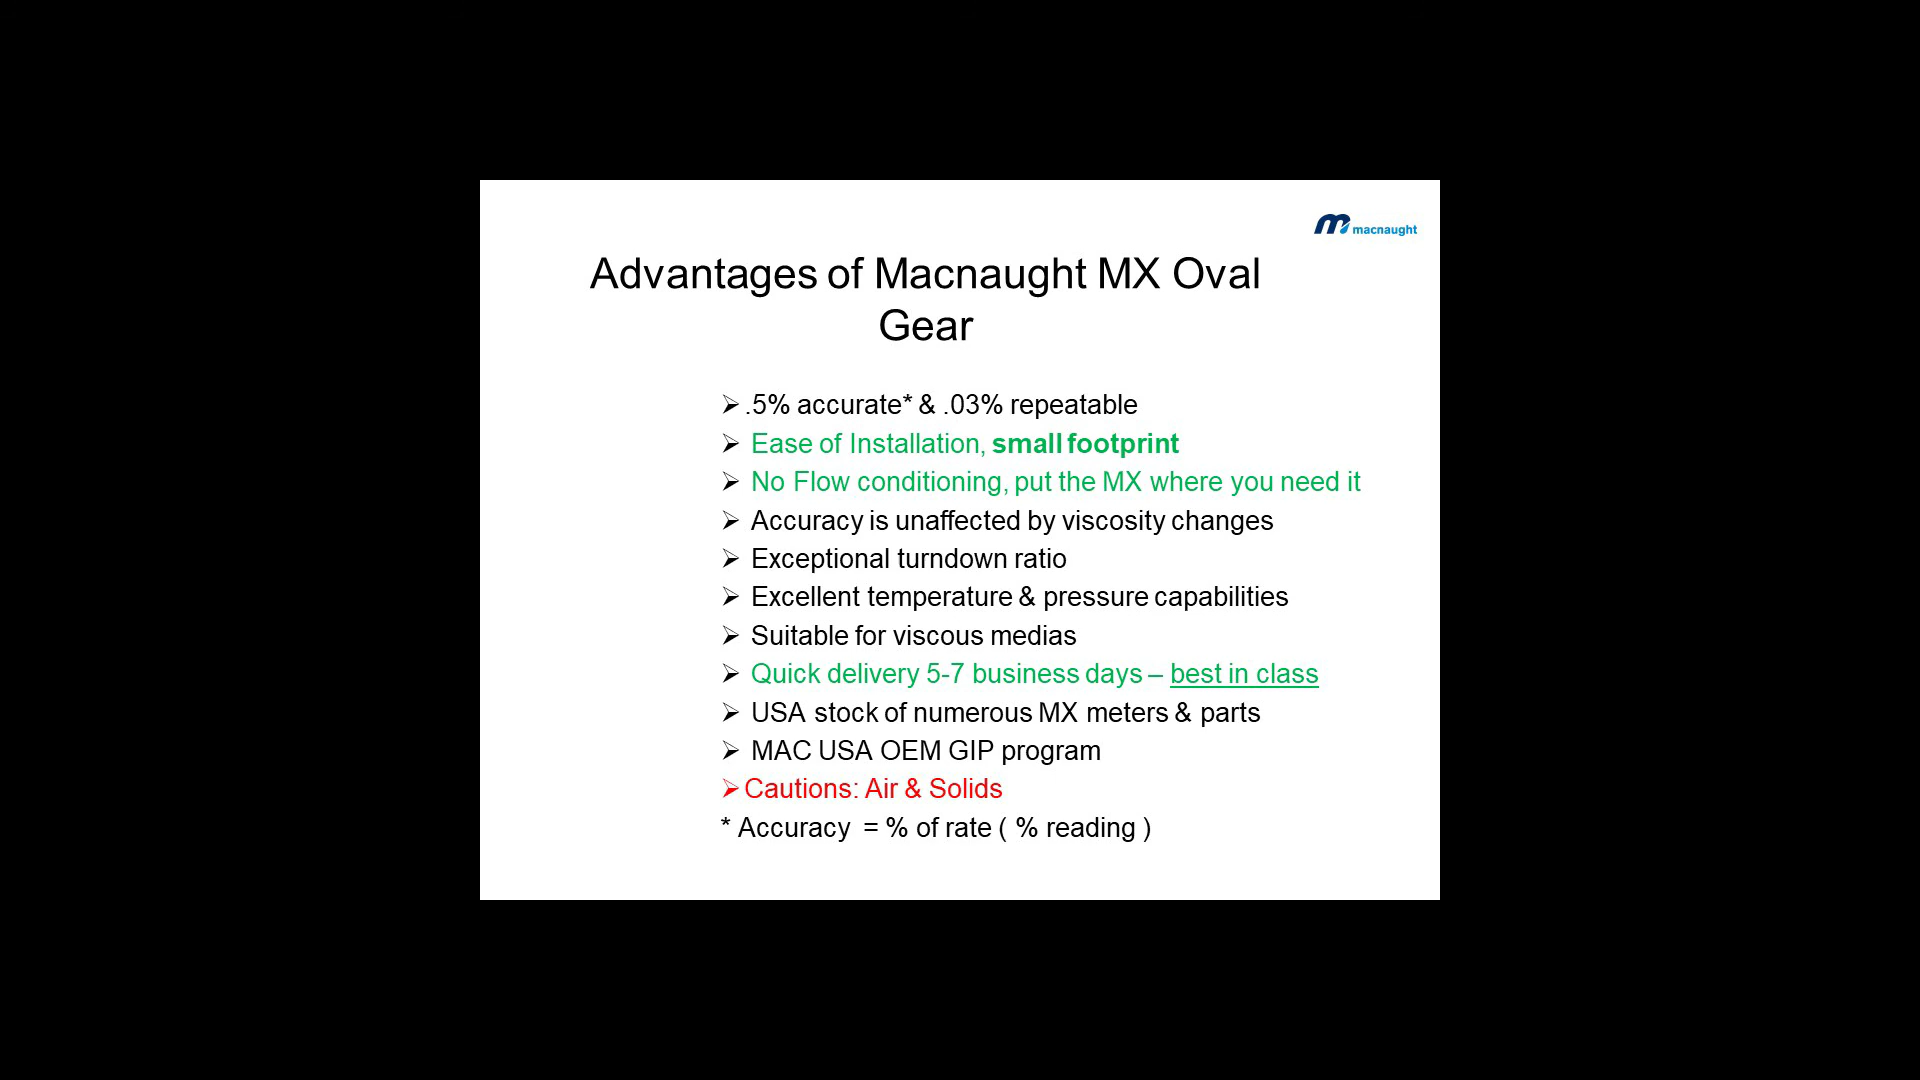 macnaught
Advantages of Macnaught MX Oval
Gear
➢ .5% accurate* & .03% repeatable
➢ Ease of Installation, small footprint
➢ No Flow conditioning, put the MX where you need it
➢ Accuracy is unaffected by viscosity changes
➢ Exceptional turndown ratio
➢ Excellent temperature & pressure capabilities
➢ Suitable for viscous medias
➢ Quick delivery 5-7 business days – best in class
➢ USA stock of numerous MX meters & parts
➢ MAC USA OEM GIP program
➢ Cautions: Air & Solids
* Accuracy = % of rate ( % reading )